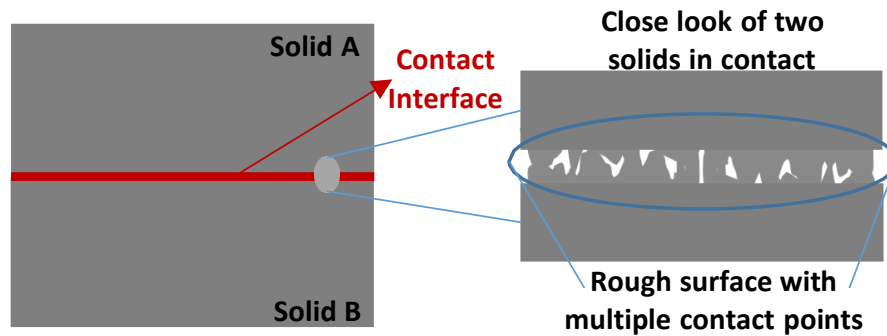 Solid A
Contact
Interface
Solid B
Close look of two
solids in contact
Rough surface with
multiple contact points